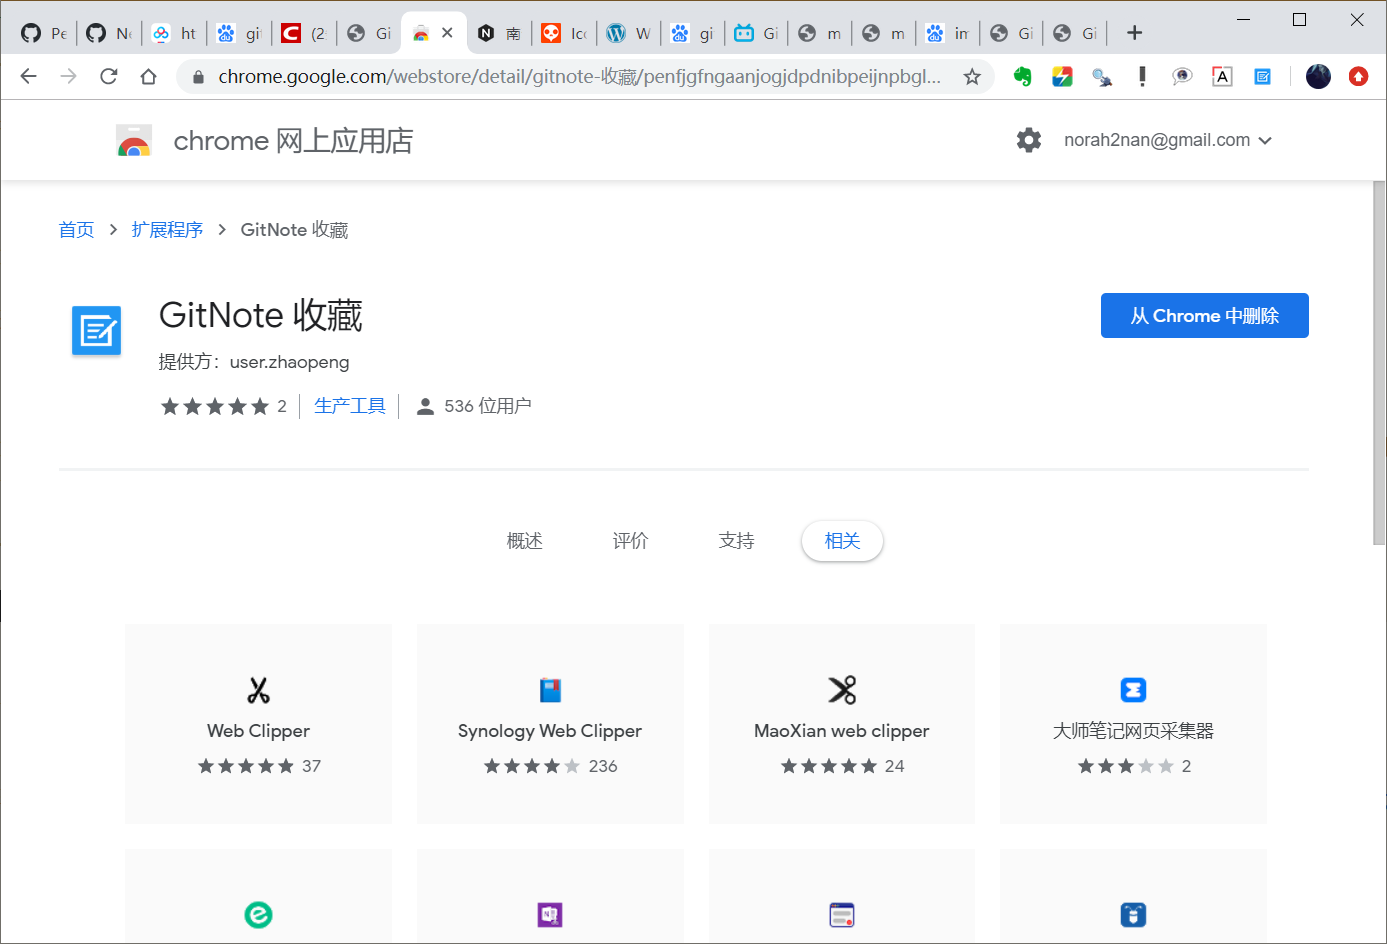 Pe
Ne
ht
git
(2
Gi
南
Ico
W
gi
Gi
m
m
im
Gi
Gi
chrome.google.com/webstore/detail/gitnote-收藏/penfjgfngaanjogjdpdnibpeijnpbgl...
chrome 网上应用店
norah2nan@gmail.com
首页 > 扩展程序 > GitNote 收藏
GitNote 收藏
从 Chrome 中删除
提供方：user.zhaopeng
2 生产工具 536 位用户
概述 评价 支持 相关
Web Clipper
37
Synology Web Clipper
236
MaoXian web clipper
24
大师笔记网页采集器
2